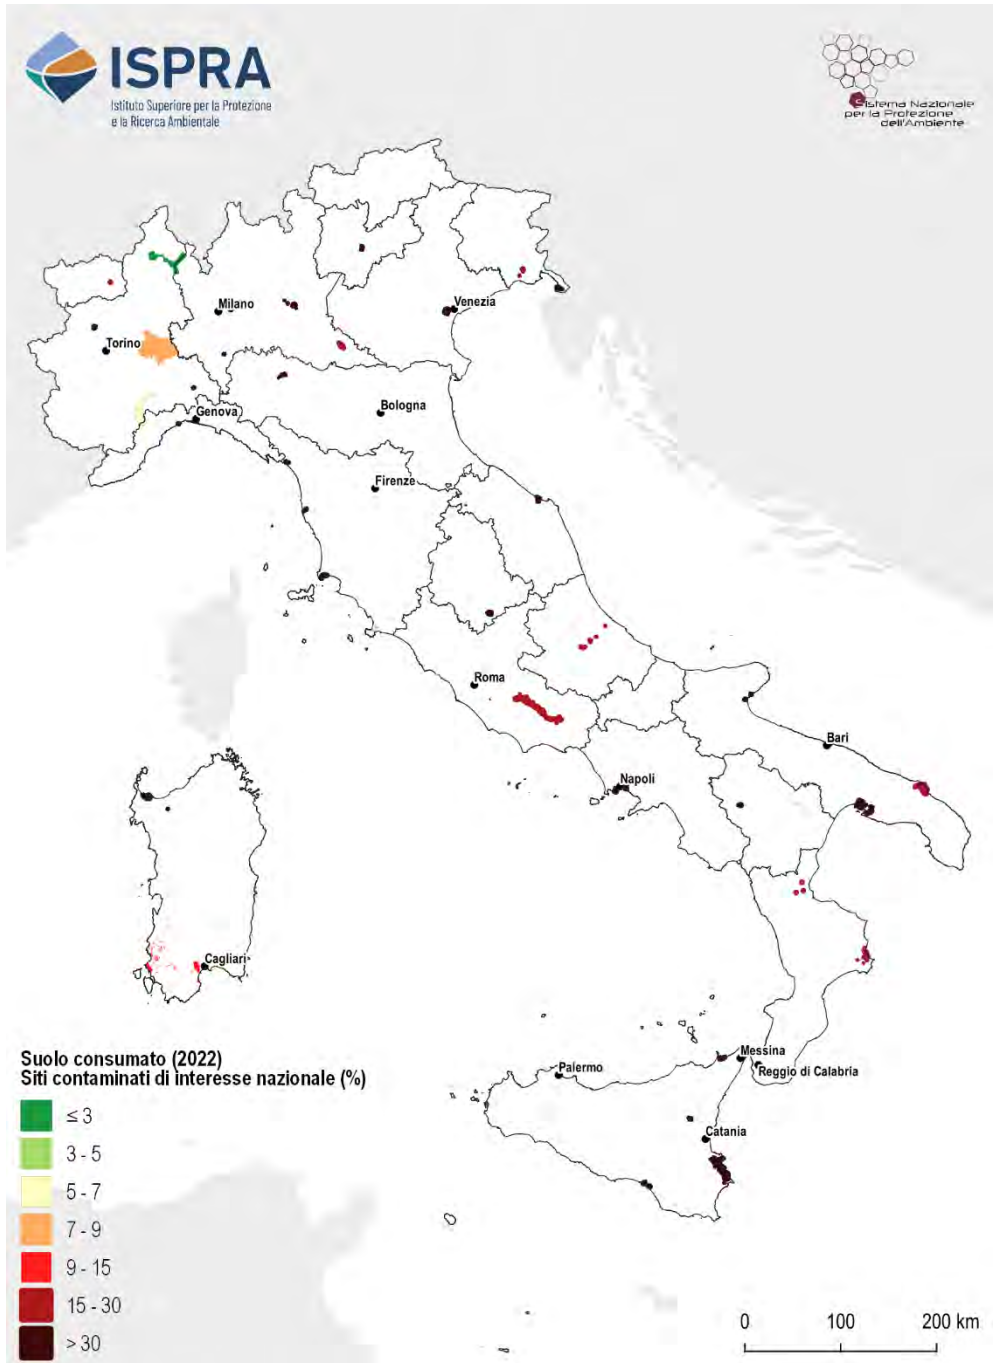 ISPRA
Istituto Superiore per la Protezione
e la Ricerca Ambientale
Sistema Nazionale
per la Protezione
dell'Ambiente
Milano
Venezia
Torino
Bologna
Genova
Firenze
Roma
Bari
Napoli
Cagliari
Messina
Reggio di Calabria
Palermo
Catania
Suolo consumato (2022)
Siti contaminati di interesse nazionale (%)
≤ 3
3 - 5
5 - 7
7 - 9
9 - 15
15 - 30
> 30
0 100 200 km